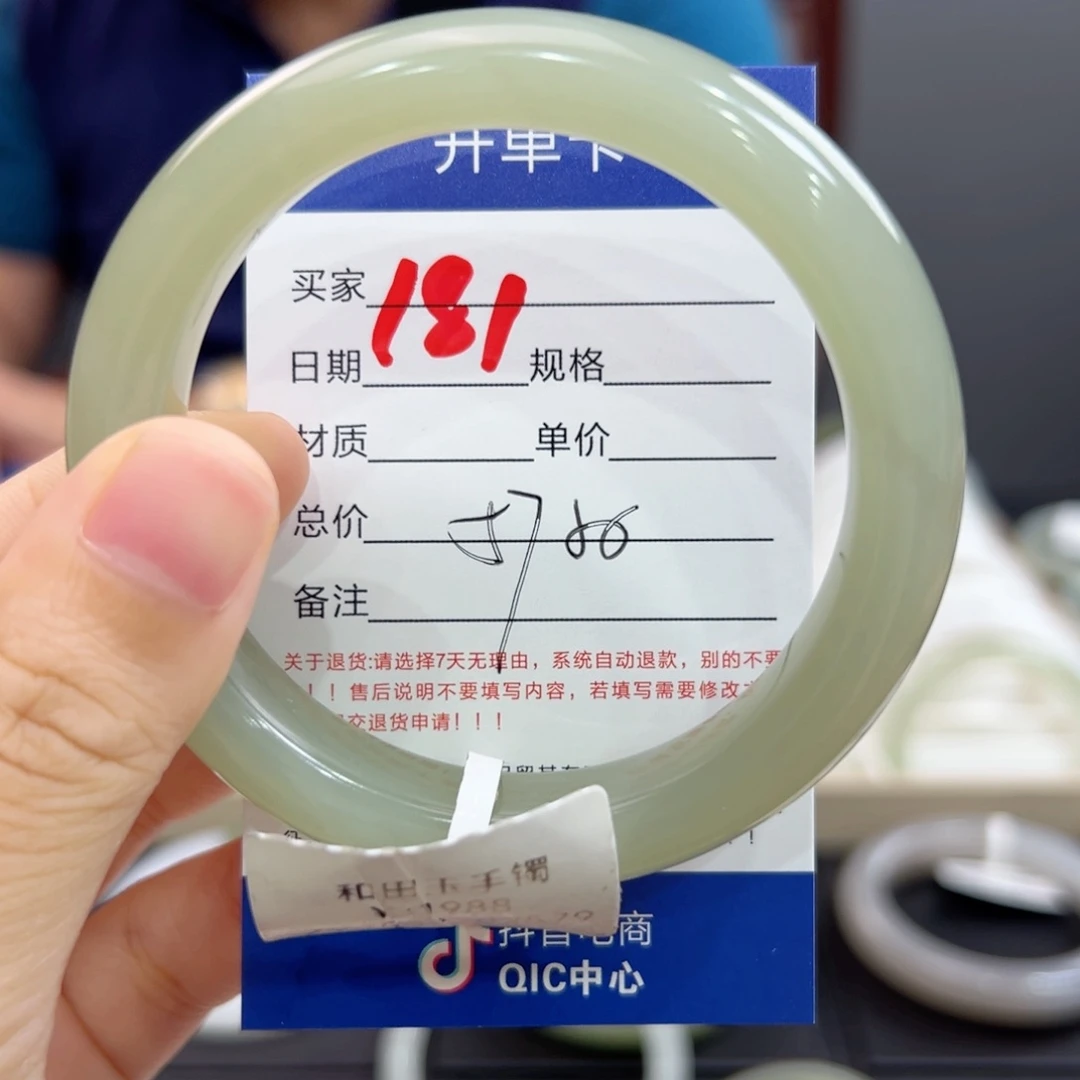 开单卡
买家
181
日期 规格
材质 单价
总价
备注
关于退货:请选择7天无理由，系统自动退款，别的不要
！！售后说明不要填写内容，若填写需要修改
交退货申请！！！
和田玉手镯
1988
抖音电商
QIC中心